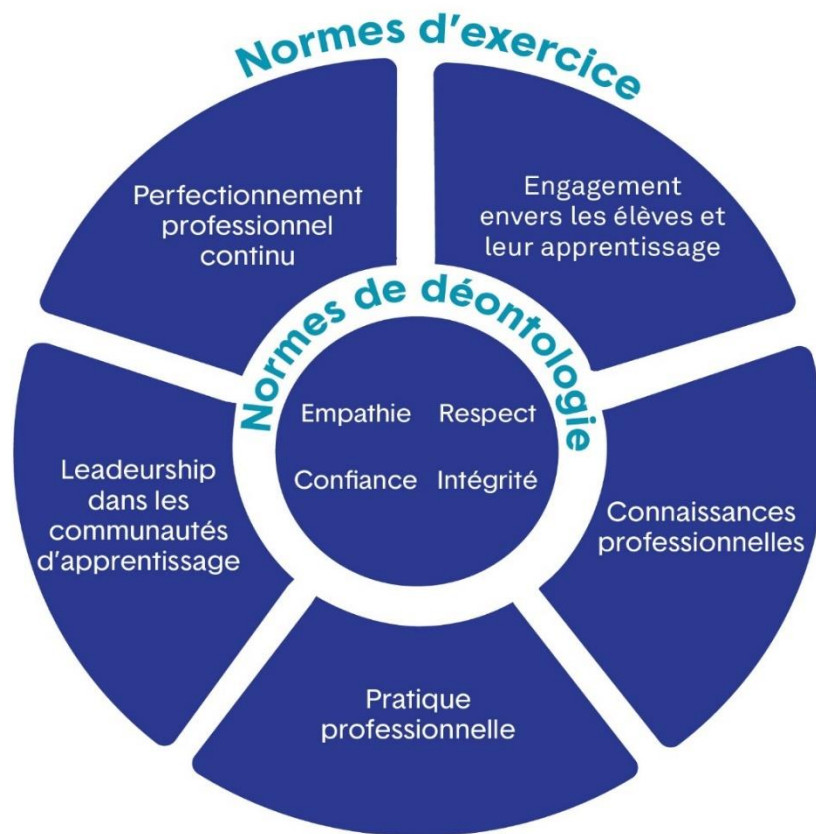 Normes d’exercice
Perfectionnement
professionnel
continu
Engagement
envers les élèves et
leur apprentissage
Normes de déontologie
Empathie Respect
Confiance Intégrité
Leadeurship
dans les
communautés
d’apprentissage
Connaissances
professionnelles
Pratique
professionnelle